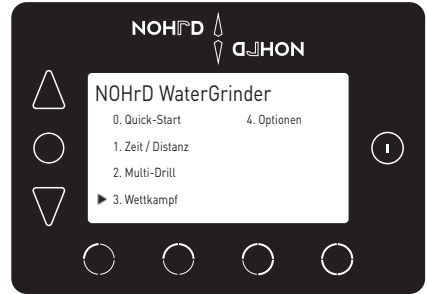 NOHrD
NOHrD
NOHrD WaterGrinder
0. Quick-Start
1. Zeit / Distanz
2. Multi-Drill
3. Wettkampf
4. Optionen